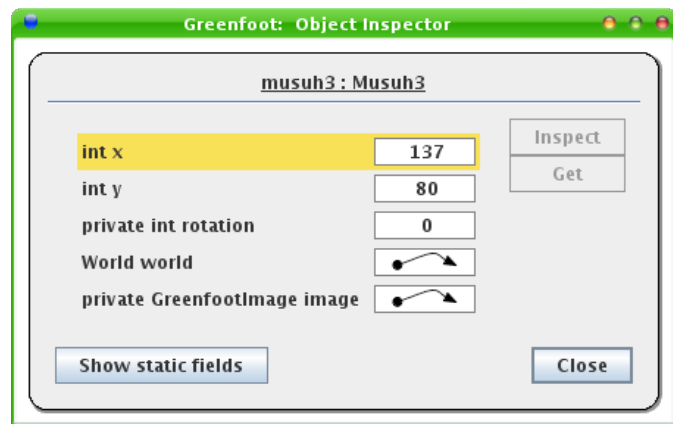 Greenfoot: Object Inspector
musuh3 : Musuh3
int x 137
Inspect
int y 80
Get
private int rotation 0
World world
private GreenfootImage image
Show static fields
Close